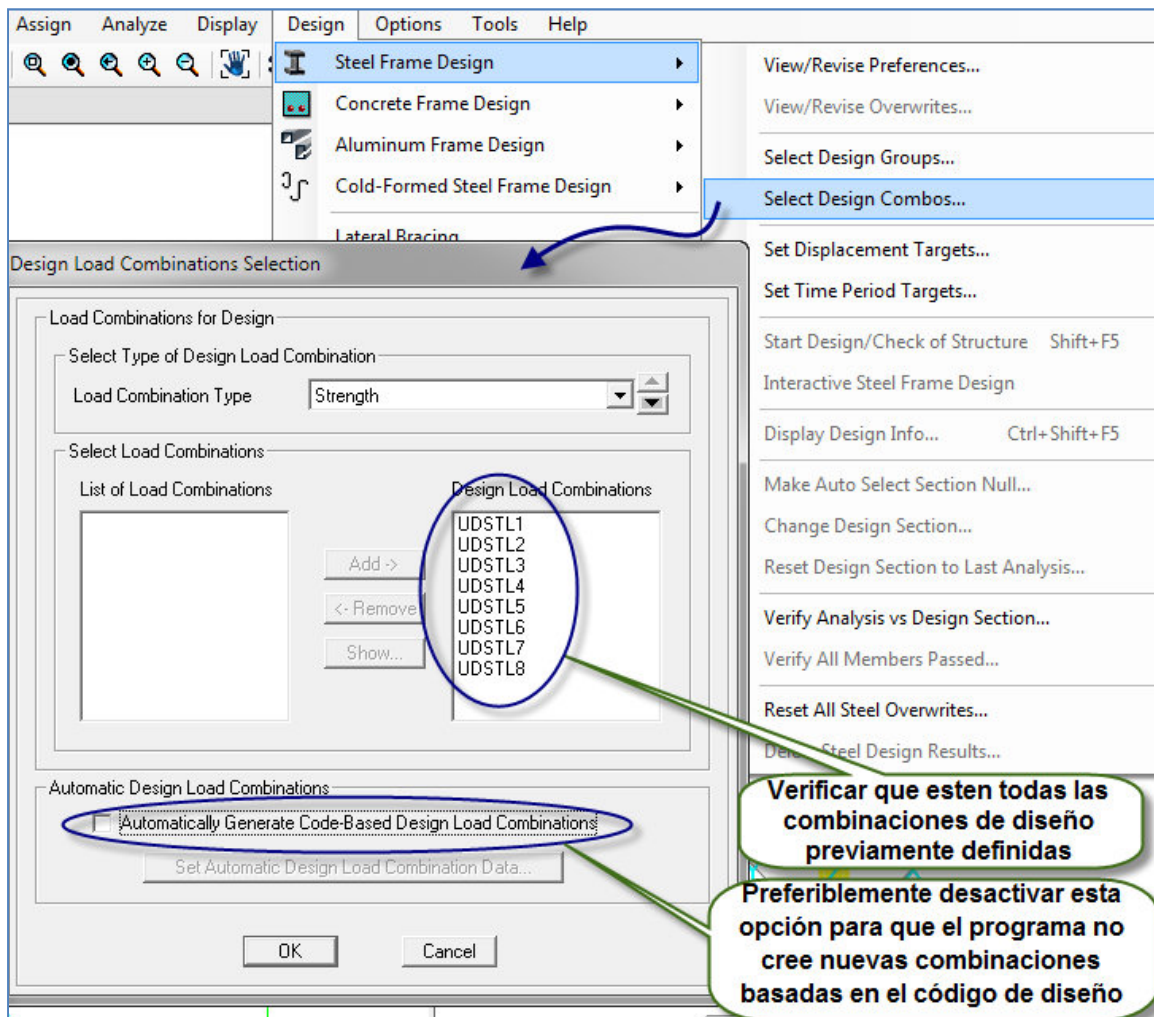 Assign Analyze Display Design Options Tools Help
Steel Frame Design
Concrete Frame Design
Aluminum Frame Design
Cold-Formed Steel Frame Design
Lateral Bracing
View/Revise Preferences...
View/Revise Overwrites...
Select Design Groups...
Select Design Combos...
Set Displacement Targets...
Set Time Period Targets...
Start Design/Check of Structure Shift+F5
Interactive Steel Frame Design
Display Design Info... Ctrl+Shift+F5
Make Auto Select Section Null...
Change Design Section...
Reset Design Section to Last Analysis...
Verify Analysis vs Design Section...
Verify All Members Passed...
Reset All Steel Overwrites...
Steel Design Results...
Design Load Combinations Selection
Load Combinations for Design
Select Type of Design Load Combination
Load Combination Type Strength
Select Load Combinations
List of Load Combinations
Design Load Combinations
UDSTL1
UDSTL2
UDSTL3
UDSTL4
UDSTL5
UDSTL6
UDSTL7
UDSTL8
Add ->
<- Remove
Show...
Automatic Design Load Combinations
Automatically Generate Code-Based Design Load Combinations
Set Automatic Design Load Combination Data...
OK Cancel
Verificar que esten todas las
combinaciones de diseño
previamente definidas
Preferiblemente desactivar esta
opción para que el programa no
cree nuevas combinaciones
basadas en el código de diseño